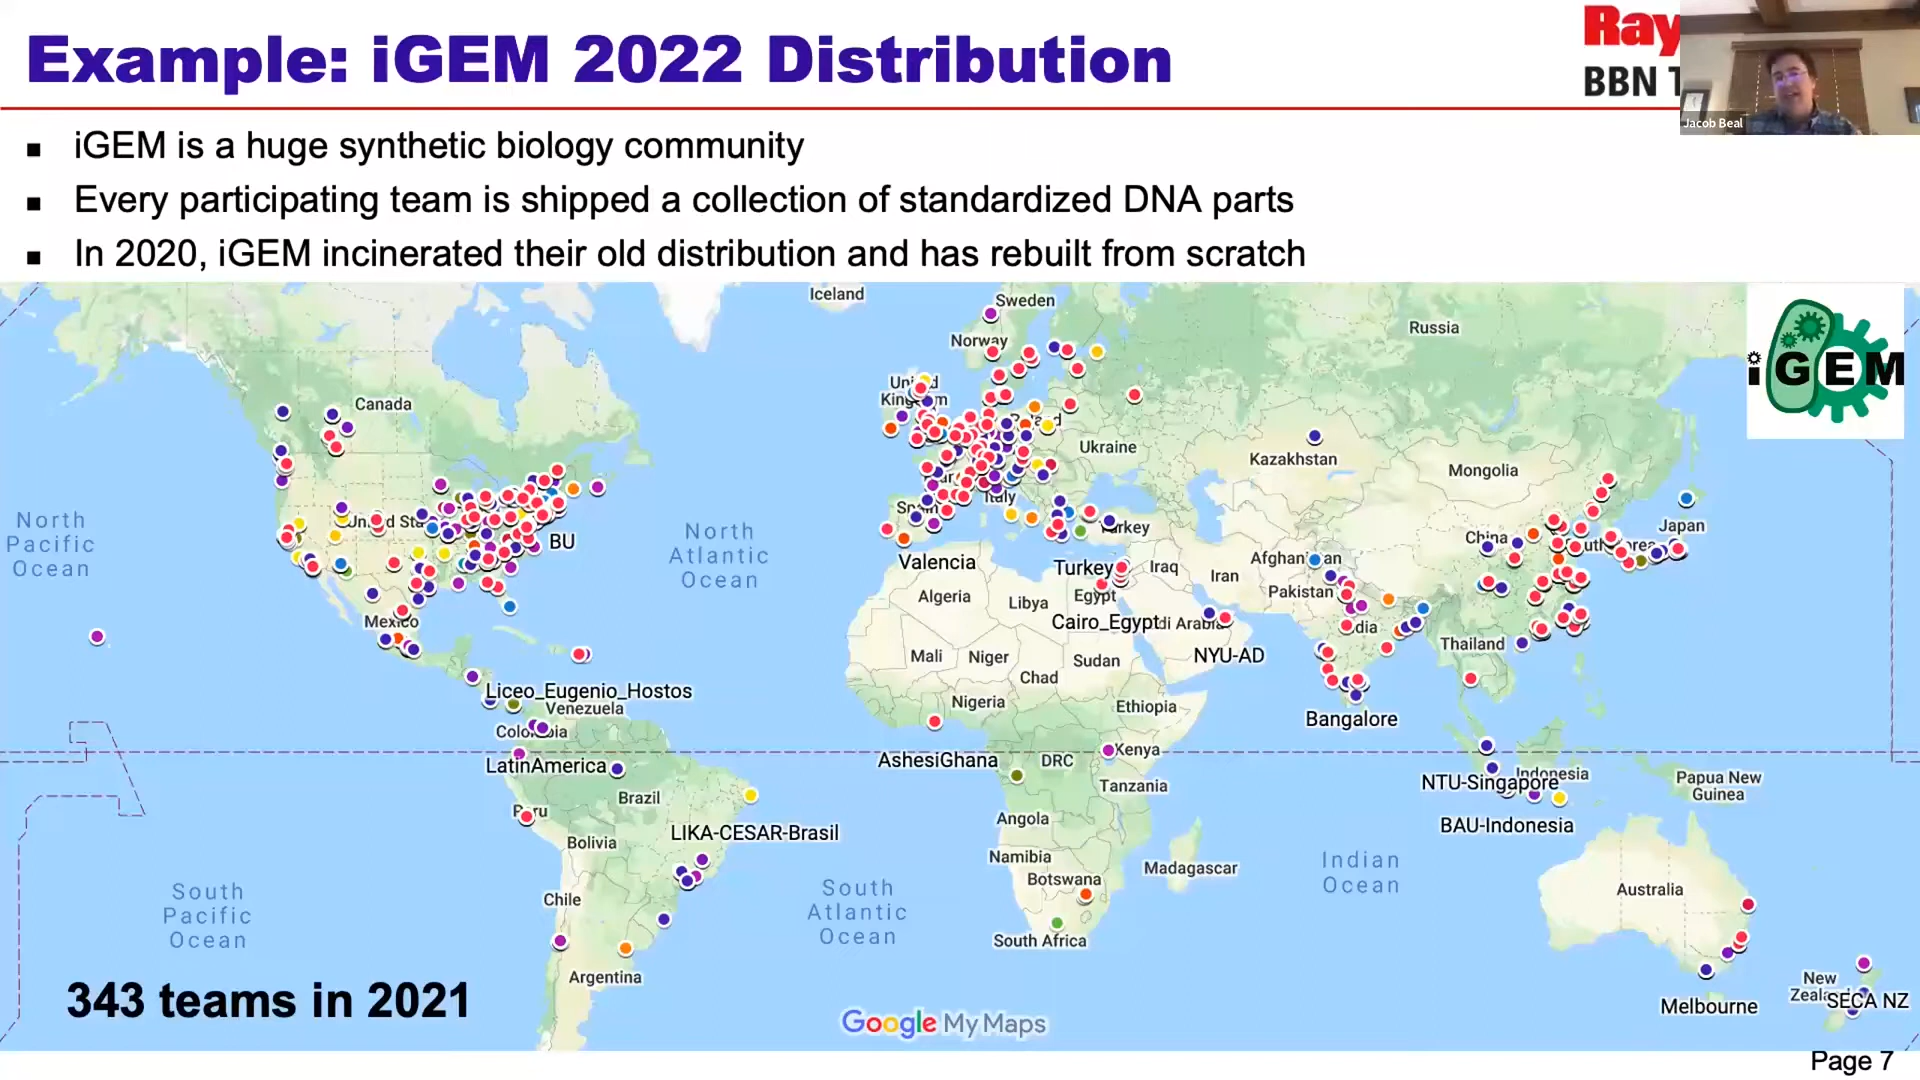 Example: iGEM 2022 Distribution
Ray
BBN T
Jacob Beal
▪ iGEM is a huge synthetic biology community
▪ Every participating team is shipped a collection of standardized DNA parts
▪ In 2020, iGEM incinerated their old distribution and has rebuilt from scratch
Iceland
Sweden
Russia
Norway
iGEM
United Kingdom
Canada
Poland
Ukraine
Kazakhstan
Mongolia
Italy
Spain
North Pacific Ocean
United Sta
BU
North Atlantic Ocean
Turkey
Japan
China
South Korea
Valencia
Turkey
Iraq
Iran
Afghanistan
Pakistan
Algeria
Libya
Egypt
Mexico
Cairo_Egypt
di Arabia
India
Thailand
Mali
Niger
Chad
Sudan
NYU-AD
Liceo_Eugenio_Hostos
Venezuela
Nigeria
Ethiopia
Bangalore
Colombia
LatinAmerica
AshesiGhana
DRC
Kenya
Tanzania
NTU-Singapore
Indonesia
Papua New Guinea
BAU-Indonesia
Brazil
Peru
LIKA-CESAR-Brasil
Bolivia
Angola
Namibia
Botswana
Madagascar
Indian Ocean
Australia
South Pacific Ocean
Chile
South Atlantic Ocean
South Africa
Argentina
343 teams in 2021
Google My Maps
Melbourne
New Zeala
SECA NZ
Page 7